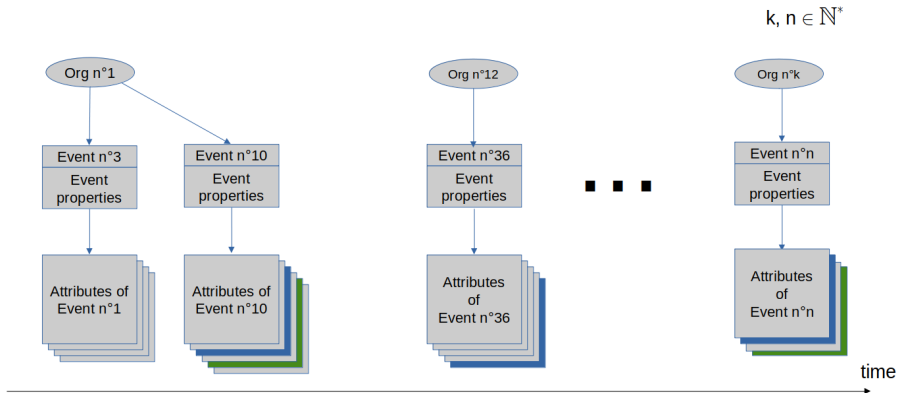 k, n ∈ ℕ*
Org n°1
Org n°12
Org n°k
Event n°3
Event
properties
Event n°10
Event
properties
Event n°36
Event
properties
Event n°n
Event
properties
Attributes of
Event n°1
Attributes of
Event n°10
Attributes
of
Event n°36
Attributes
of
Event n°n
time